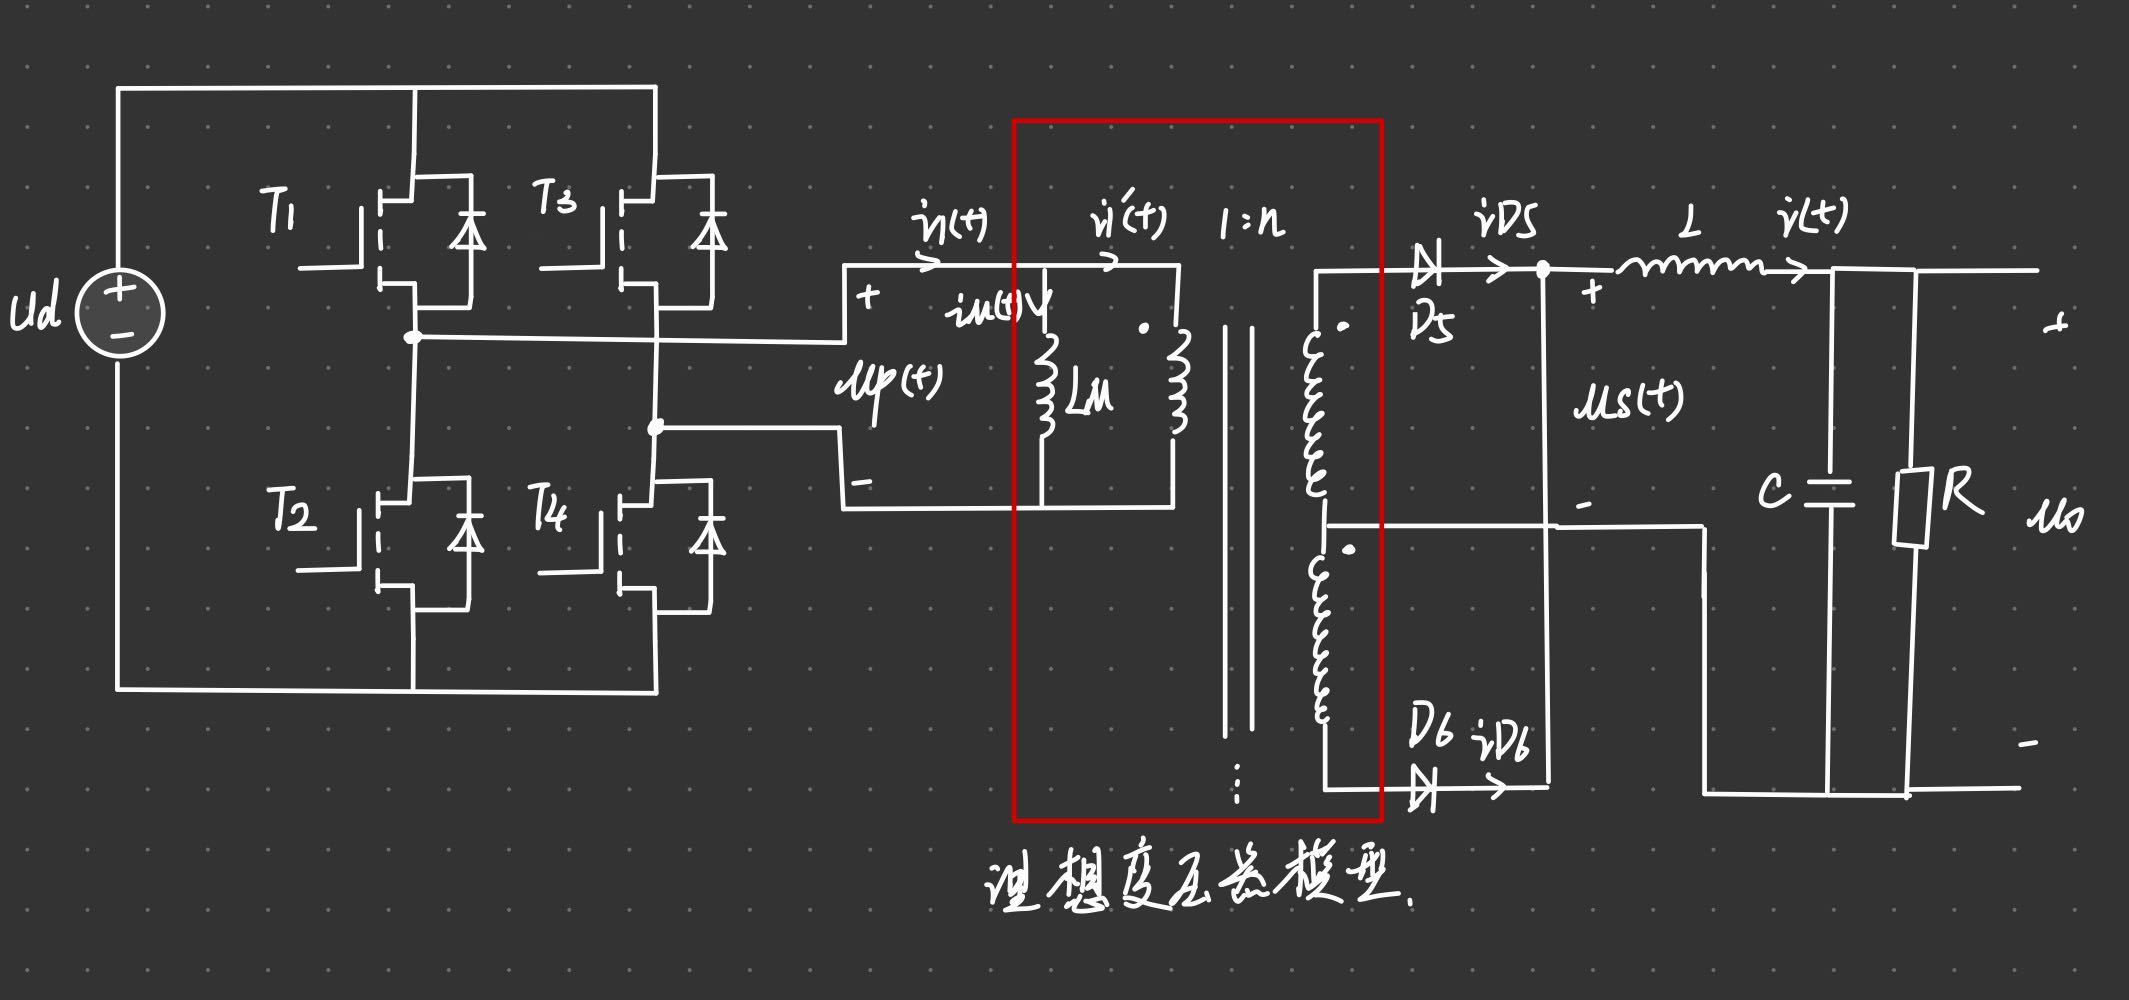 Ud
T1
T3
T2
T4
i1(t)
i1'(t)
1:n
iM(t)
+
up(t)
-
LM
D5
iD5
L
i(t)
+
us(t)
-
C
R
+
uo
-
D6
iD6
:
理想变压器模型.